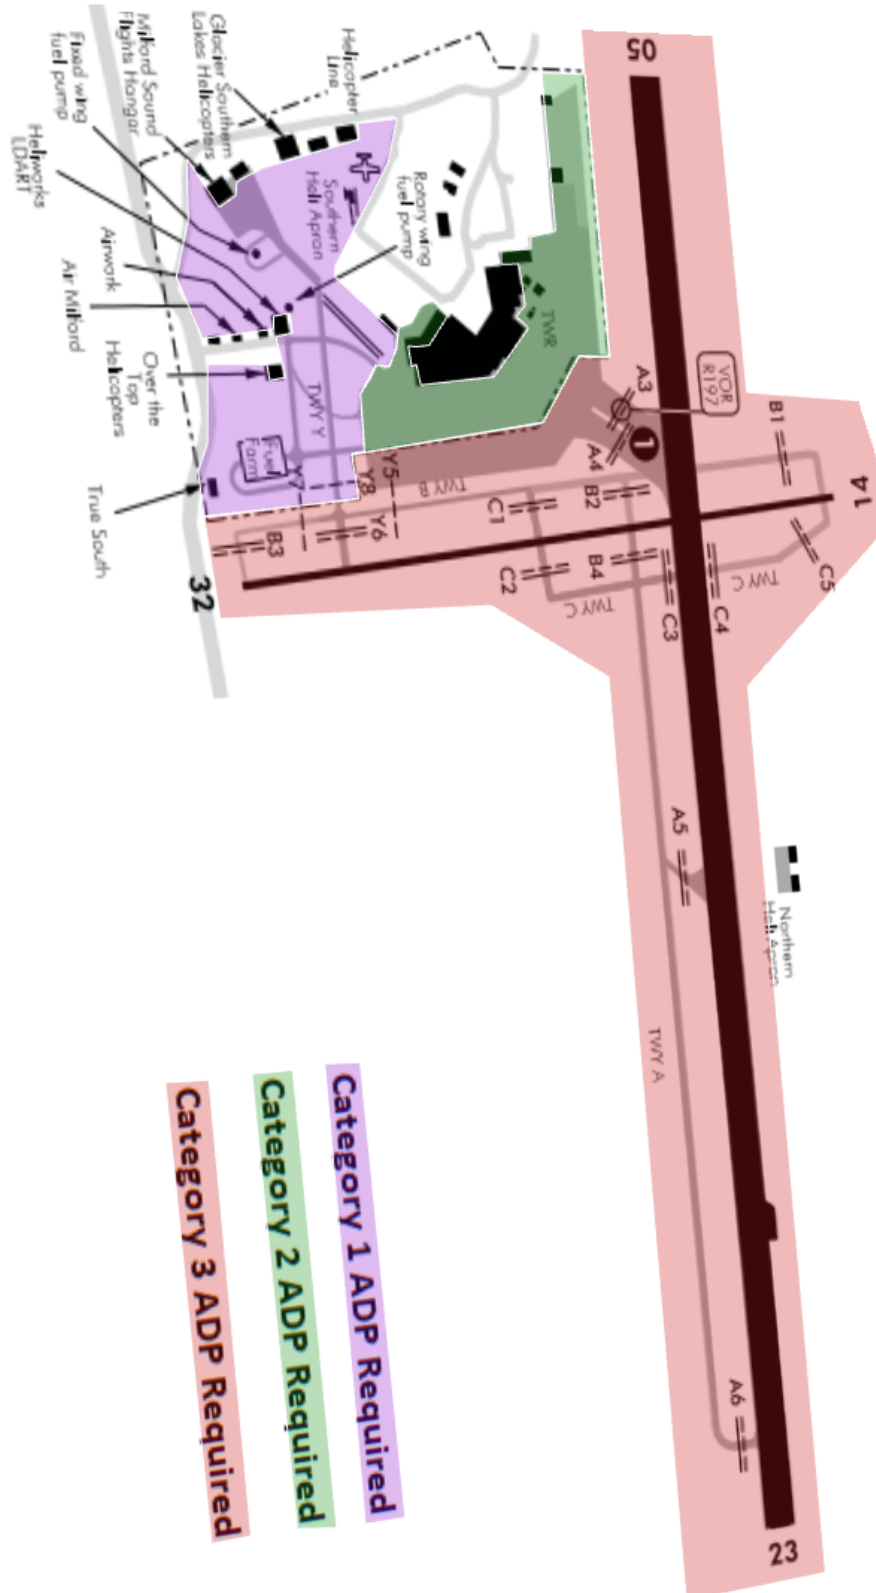 05
Milford Sound
Flights Hangar
Glacier Southern
Lakes Helicopters
Helicopter
Line
Fixed wing
fuel pump
Heliworks
LDART
Southern
Heli Apron
Rotary wing
fuel pump
Airwork
Air Milford
TWR
A3
VOR
R197
B1
1
A4
14
Over the
Top
Helicopters
TWY Y
Fuel
Farm
Y5
Y8
Y7
Y6
TWY B
C1
B2
True South
B3
C2
B4
TWY C
TWY C
C5
C3
C4
32
A5
Northern
Heli Apron
TWY A
A6
23
Category 1 ADP Required
Category 2 ADP Required
Category 3 ADP Required